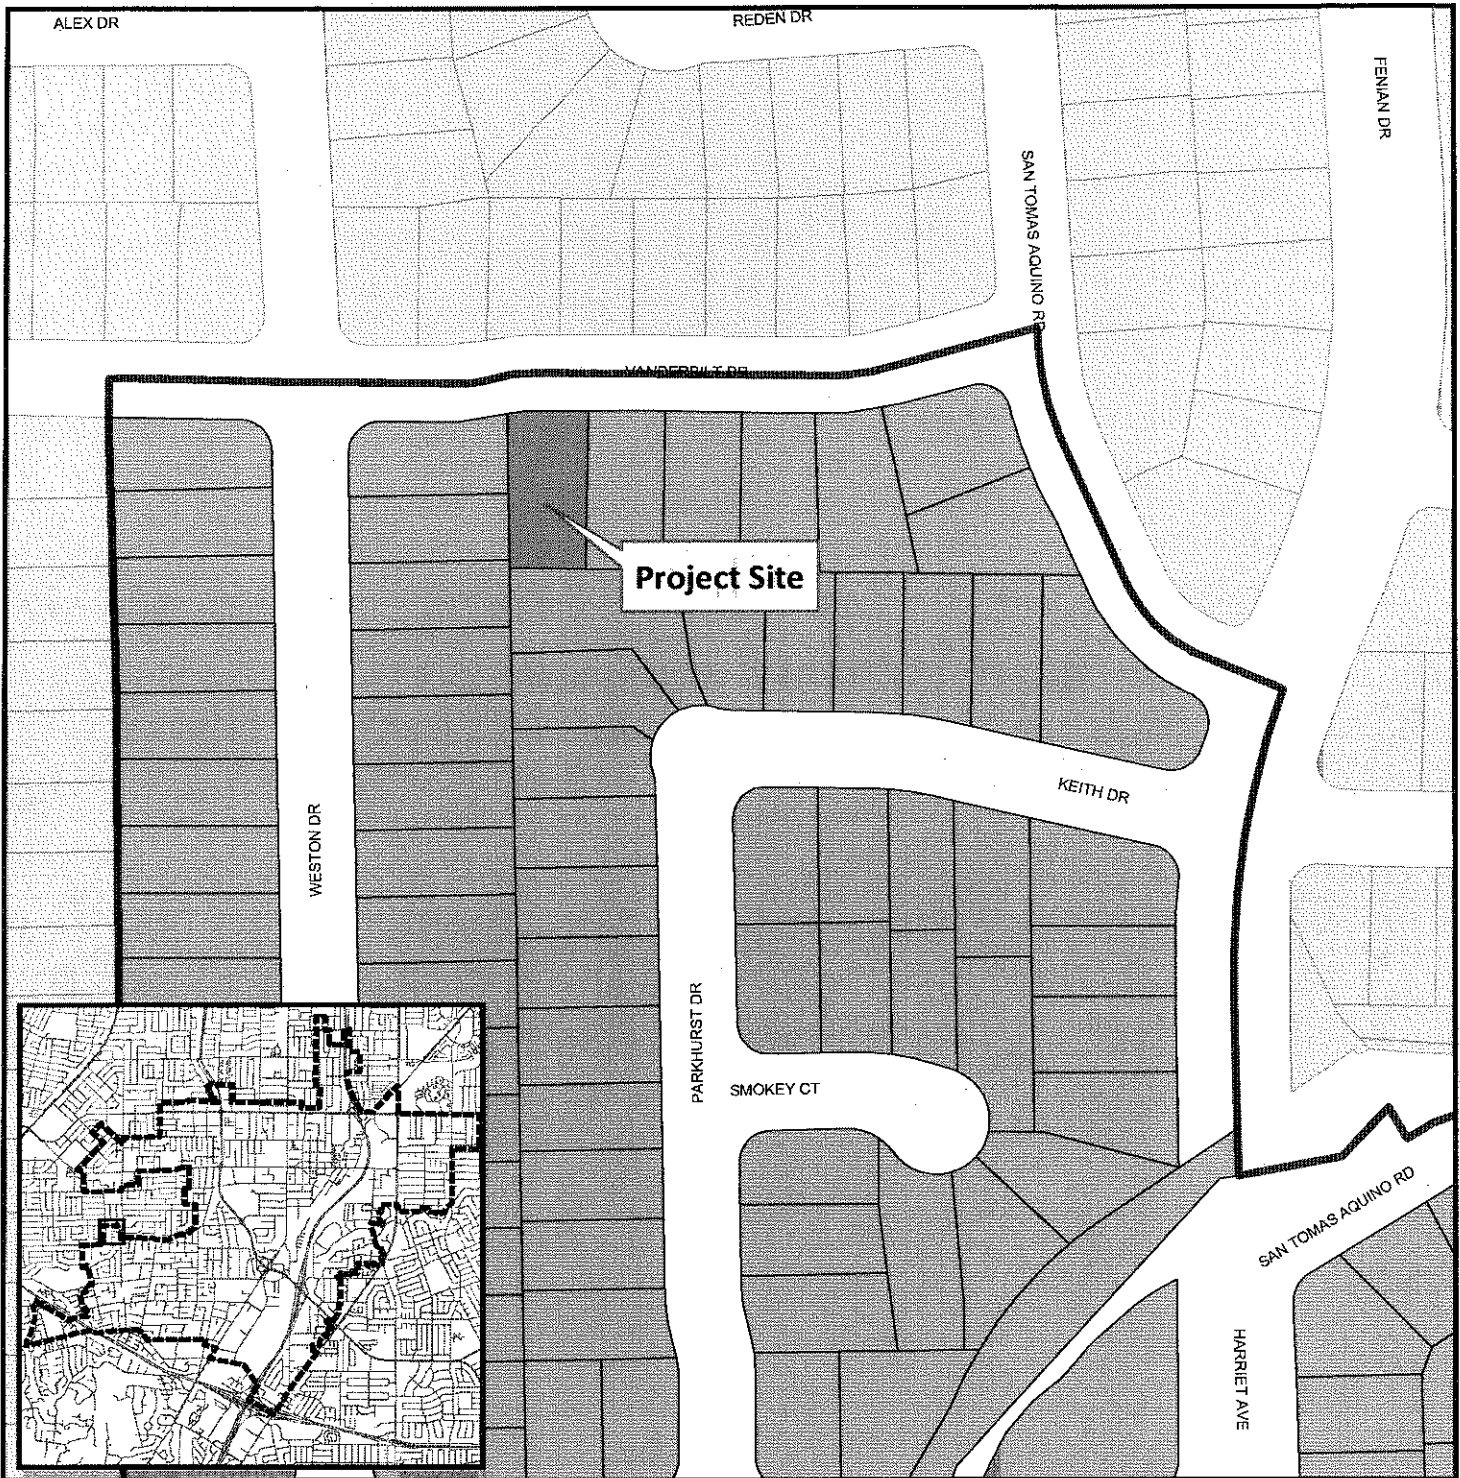 ALEX DR
REDEN DR
FENIAN DR
SAN TOMAS AQUINO RD
VANDERBILT DR
Project Site
KEITH DR
WESTON DR
PARKHURST DR
SMOKEY CT
SAN TOMAS AQUINO RD
HARRIET AVE